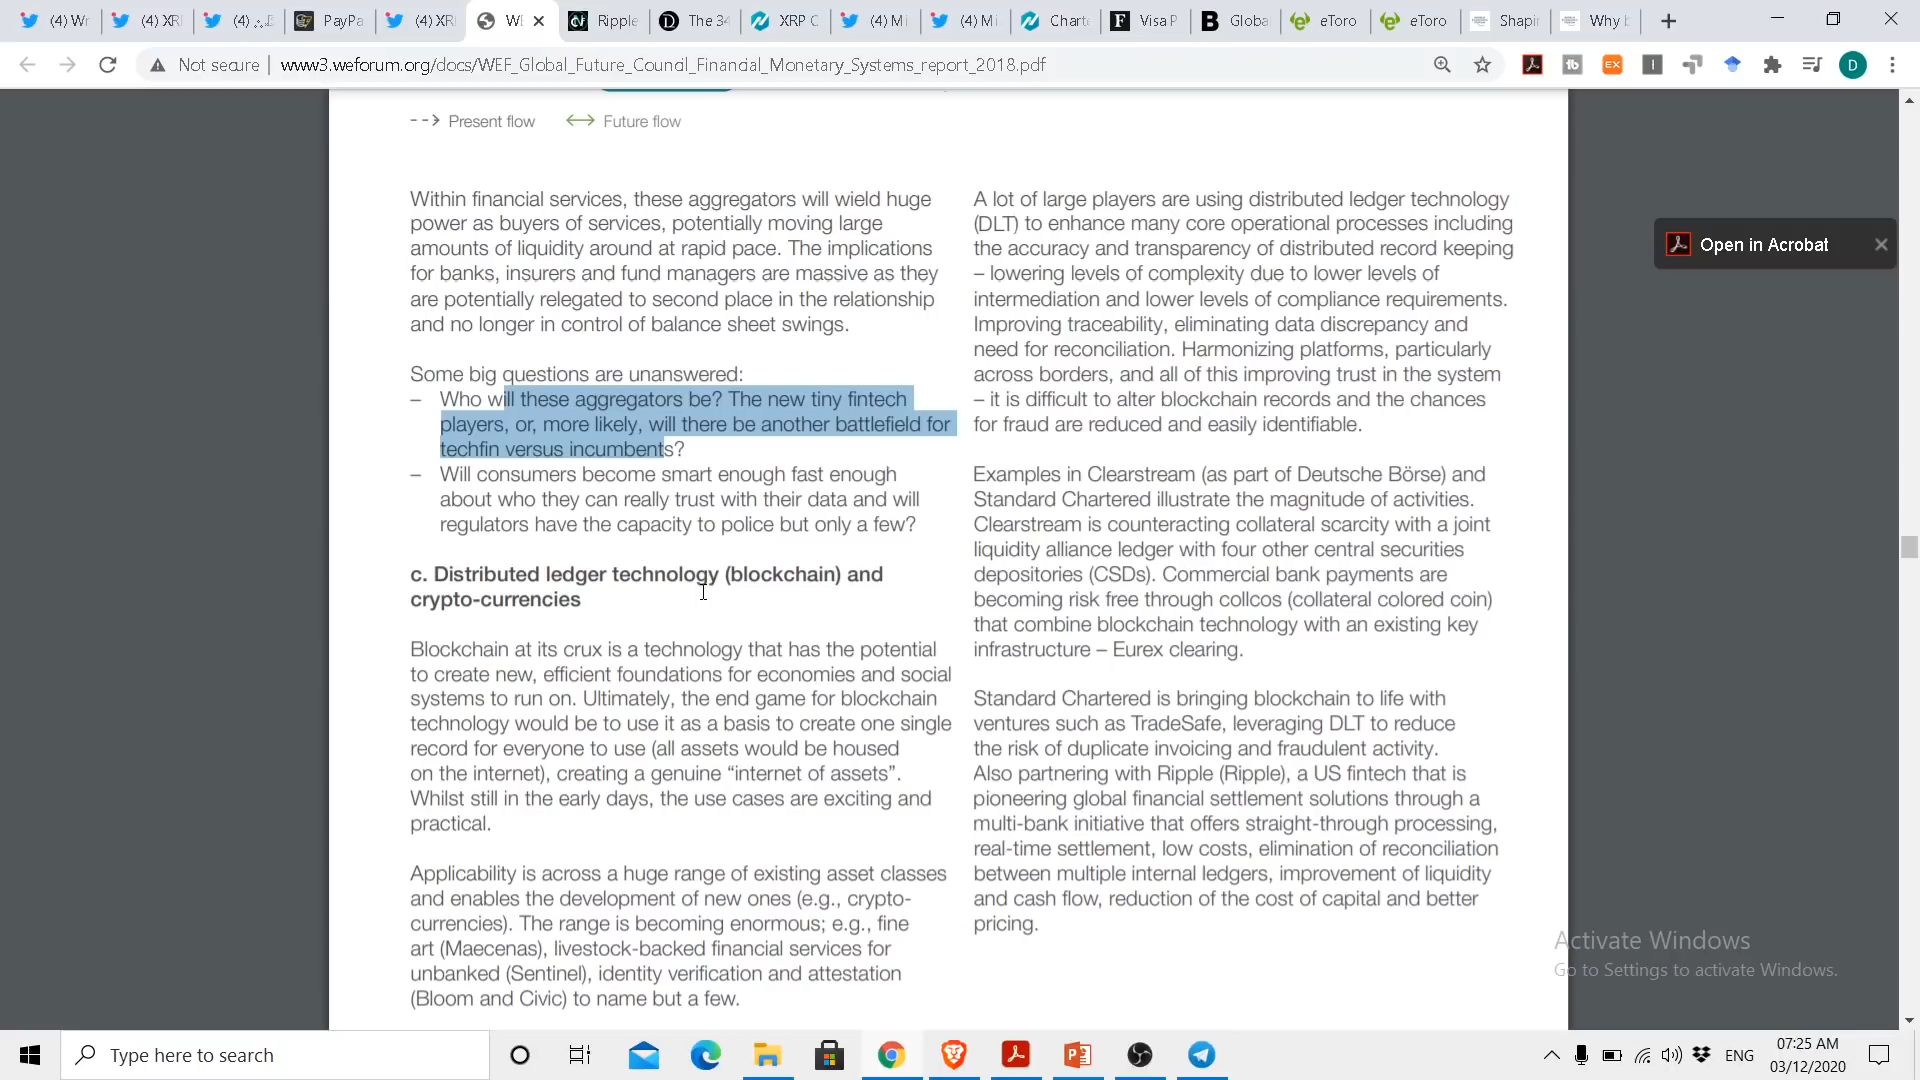 (4) Wr
(4) XRI
(4)
PayPa
(4) XRI
WE
Ripple
The 34
XRP C
(4) Mi
(4) Mi
Charte
Visa P
Globa
eToro
eToro
Shapir
Why b
Not secure
www3.weforum.org/docs/WEF_Global_Future_Council_Financial_Monetary_Systems_report_2018.pdf
EX
D
Present flow
Future flow
Open in Acrobat
Within financial services, these aggregators will wield huge
power as buyers of services, potentially moving large
amounts of liquidity around at rapid pace. The implications
for banks, insurers and fund managers are massive as they
are potentially relegated to second place in the relationship
and no longer in control of balance sheet swings.
Some big questions are unanswered:
– Who will these aggregators be? The new tiny fintech
players, or, more likely, will there be another battlefield for
techfin versus incumbents?
– Will consumers become smart enough fast enough
about who they can really trust with their data and will
regulators have the capacity to police but only a few?
c. Distributed ledger technology (blockchain) and
crypto-currencies
Blockchain at its crux is a technology that has the potential
to create new, efficient foundations for economies and social
systems to run on. Ultimately, the end game for blockchain
technology would be to use it as a basis to create one single
record for everyone to use (all assets would be housed
on the internet), creating a genuine “internet of assets”.
Whilst still in the early days, the use cases are exciting and
practical.
Applicability is across a huge range of existing asset classes
and enables the development of new ones (e.g., crypto-
currencies). The range is becoming enormous; e.g., fine
art (Maecenas), livestock-backed financial services for
unbanked (Sentinel), identity verification and attestation
(Bloom and Civic) to name but a few.
A lot of large players are using distributed ledger technology
(DLT) to enhance many core operational processes including
the accuracy and transparency of distributed record keeping
– lowering levels of complexity due to lower levels of
intermediation and lower levels of compliance requirements.
Improving traceability, eliminating data discrepancy and
need for reconciliation. Harmonizing platforms, particularly
across borders, and all of this improving trust in the system
– it is difficult to alter blockchain records and the chances
for fraud are reduced and easily identifiable.
Examples in Clearstream (as part of Deutsche Börse) and
Standard Chartered illustrate the magnitude of activities.
Clearstream is counteracting collateral scarcity with a joint
liquidity alliance ledger with four other central securities
depositories (CSDs). Commercial bank payments are
becoming risk free through collcos (collateral colored coin)
that combine blockchain technology with an existing key
infrastructure – Eurex clearing.
Standard Chartered is bringing blockchain to life with
ventures such as TradeSafe, leveraging DLT to reduce
the risk of duplicate invoicing and fraudulent activity.
Also partnering with Ripple (Ripple), a US fintech that is
pioneering global financial settlement solutions through a
multi-bank initiative that offers straight-through processing,
real-time settlement, low costs, elimination of reconciliation
between multiple internal ledgers, improvement of liquidity
and cash flow, reduction of the cost of capital and better
pricing.
Activate Windows
Go to Settings to activate Windows.
Type here to search
ENG
07:25 AM
03/12/2020